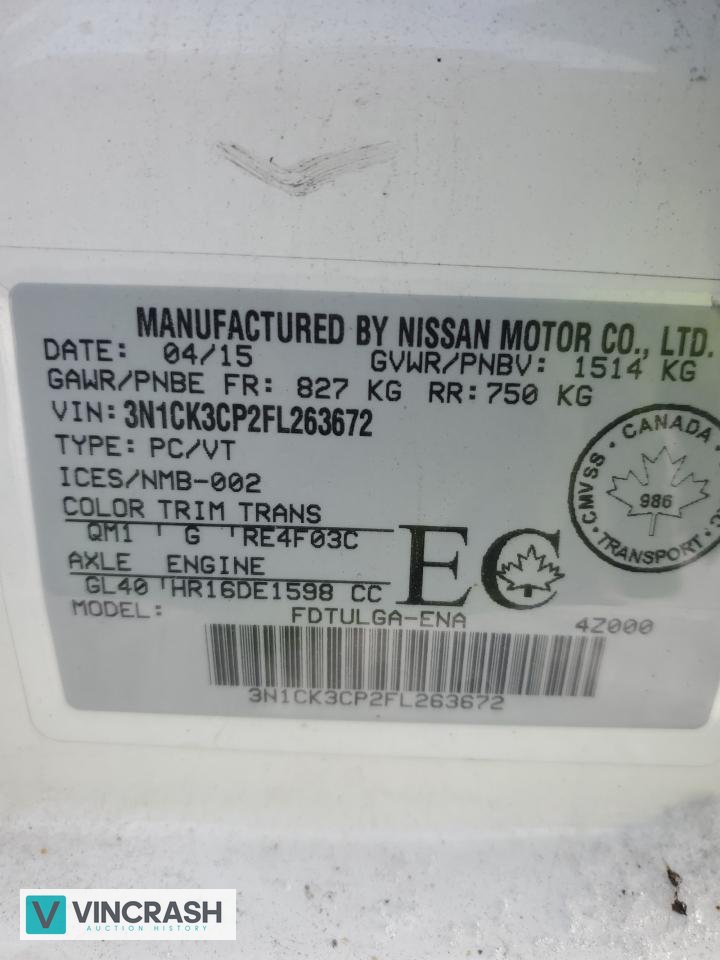 MANUFACTURED BY NISSAN MOTOR CO., LTD.
DATE: 04/15 GVWR/PNBV: 1514 KG
GAWR/PNBE FR: 827 KG RR: 750 KG
VIN: 3N1CK3CP2FL263672
TYPE: PC/VT
ICES/NMB-002
COLOR TRIM TRANS
QM1 G RE4F03C
AXLE ENGINE
GL40 HR16DE1598 CC
EC
MODEL: FDTULGA-ENA 4Z000
3N1CK3CP2FL263672
CANADA
CMVSS
986
TRANSPORT
VINCRASH
AUCTION HISTORY